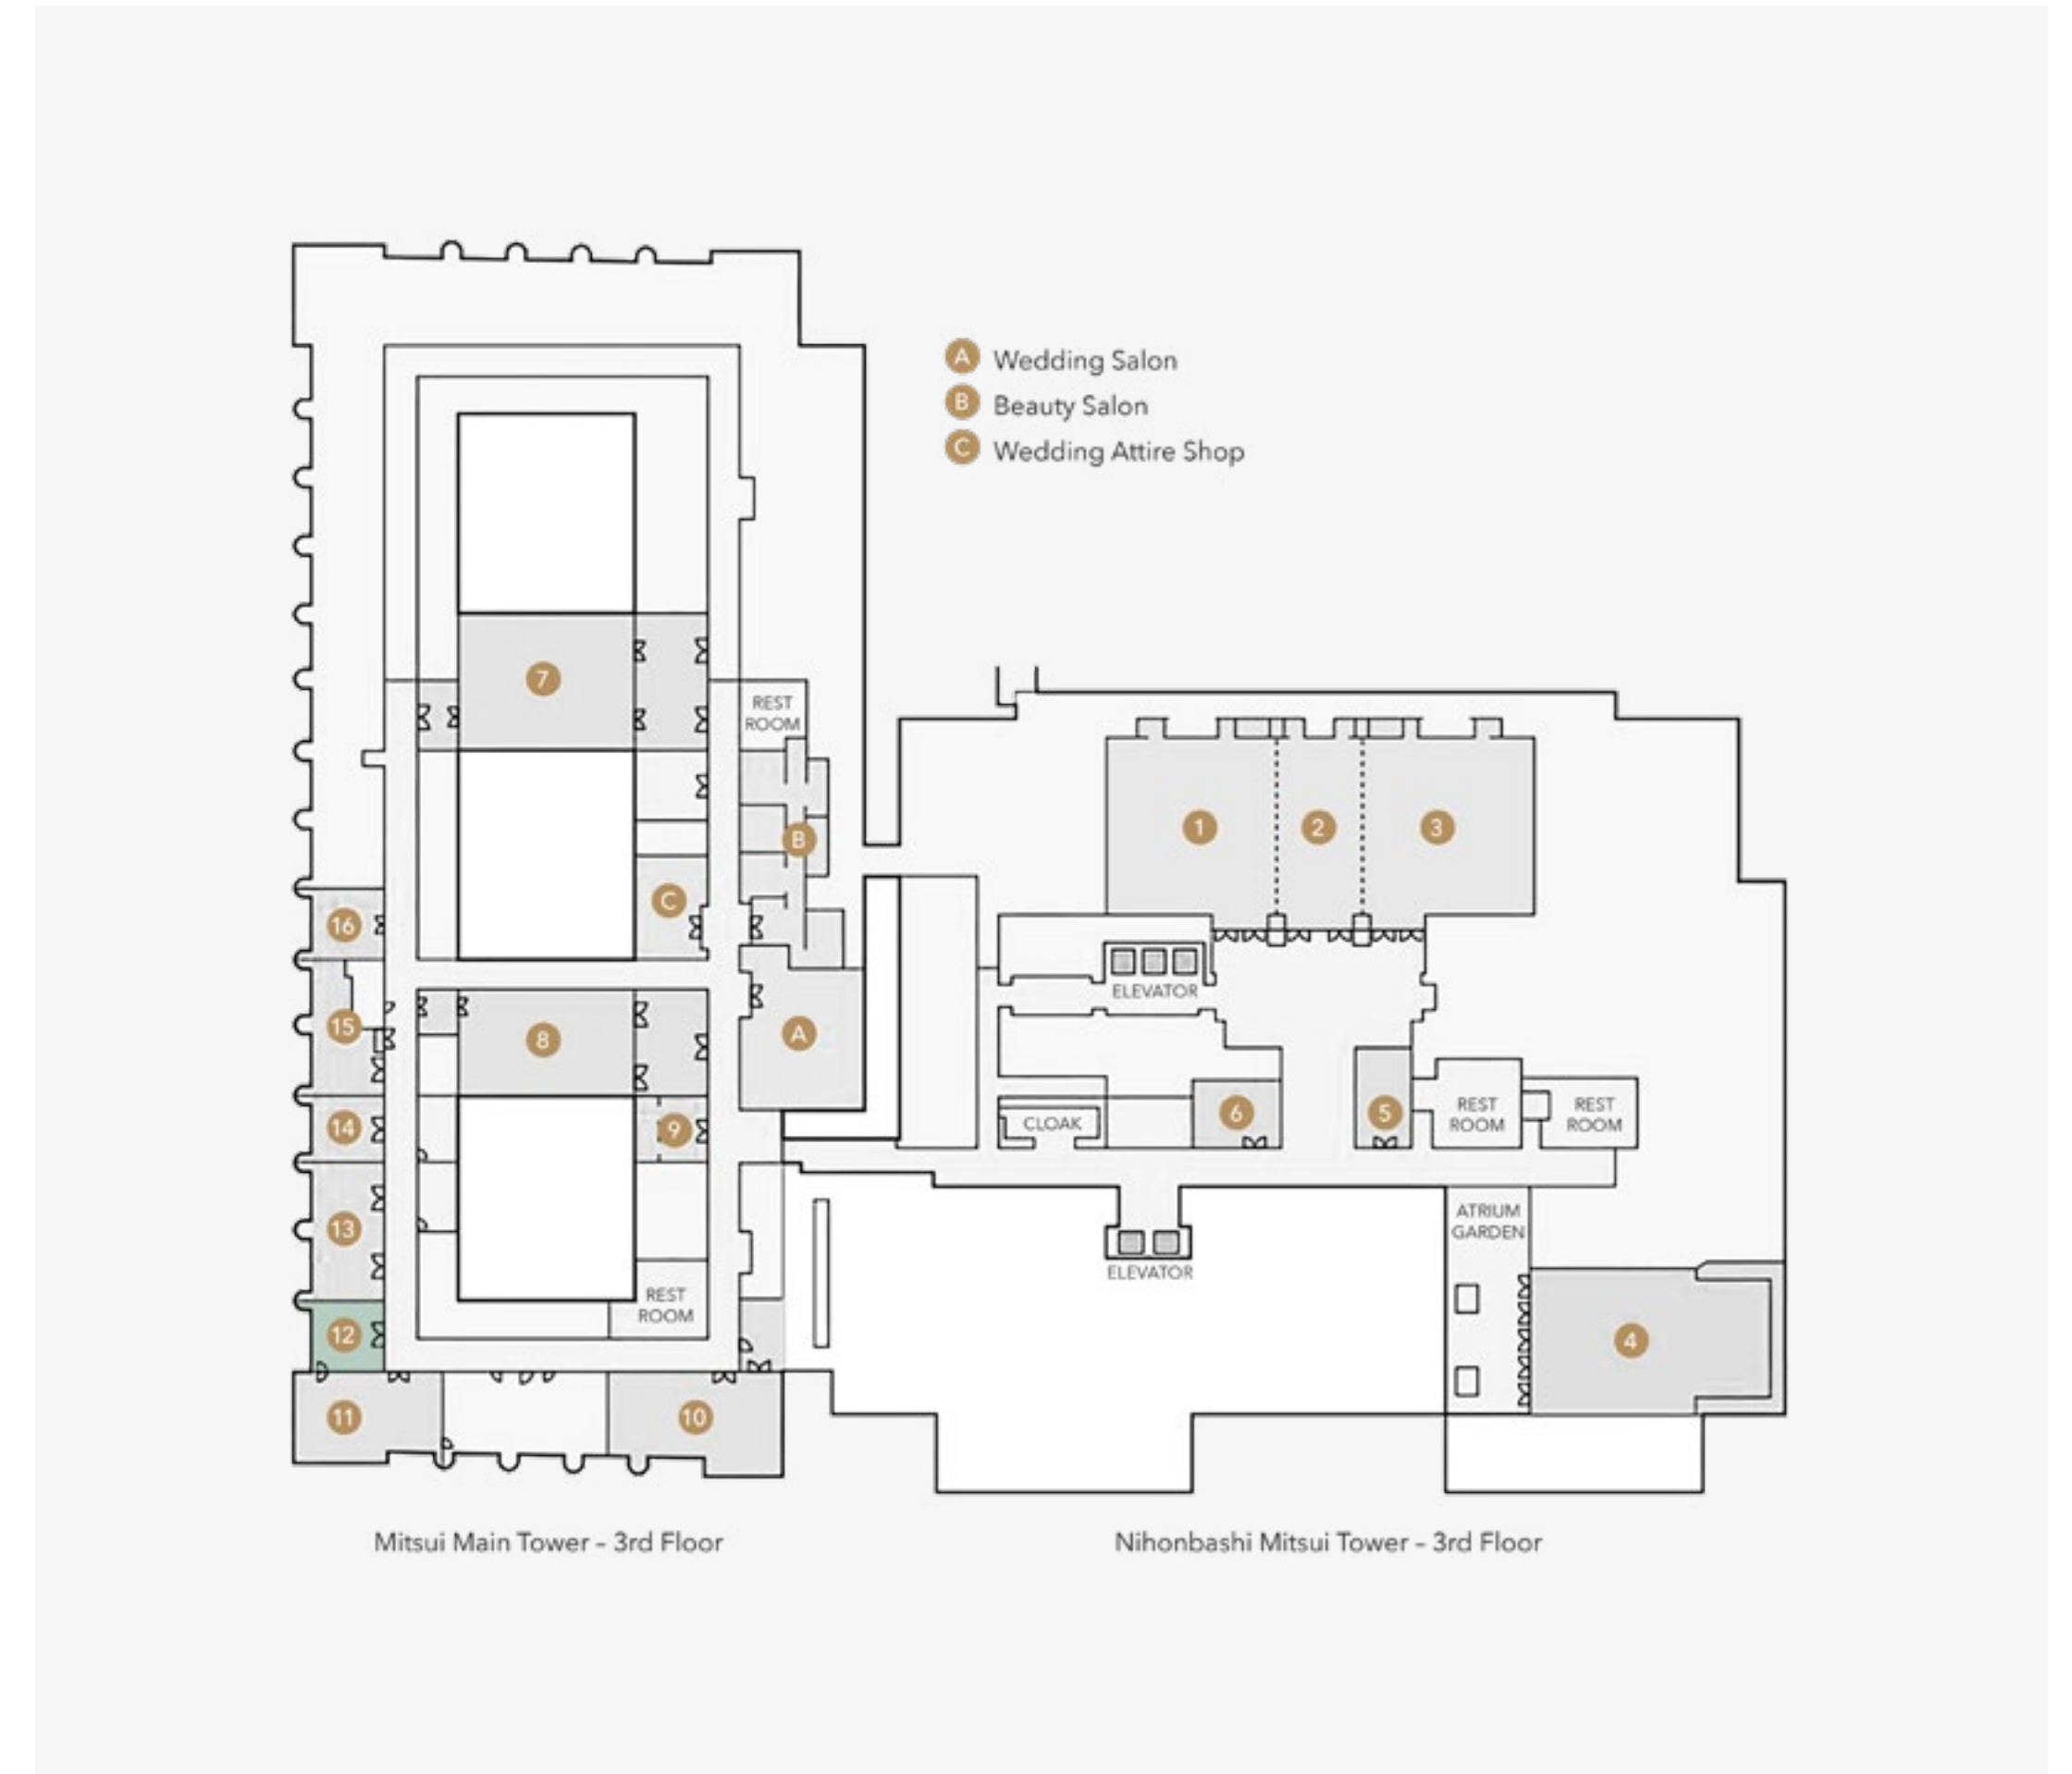 A Wedding Salon
B Beauty Salon
C Wedding Attire Shop
7
REST
ROOM
B
1
2
3
C
16
ELEVATOR
15
8
A
14
9
CLOAK
6
5
REST
ROOM
REST
ROOM
13
ATRIUM
GARDEN
ELEVATOR
REST
ROOM
12
4
11
10
Mitsui Main Tower – 3rd Floor
Nihonbashi Mitsui Tower – 3rd Floor